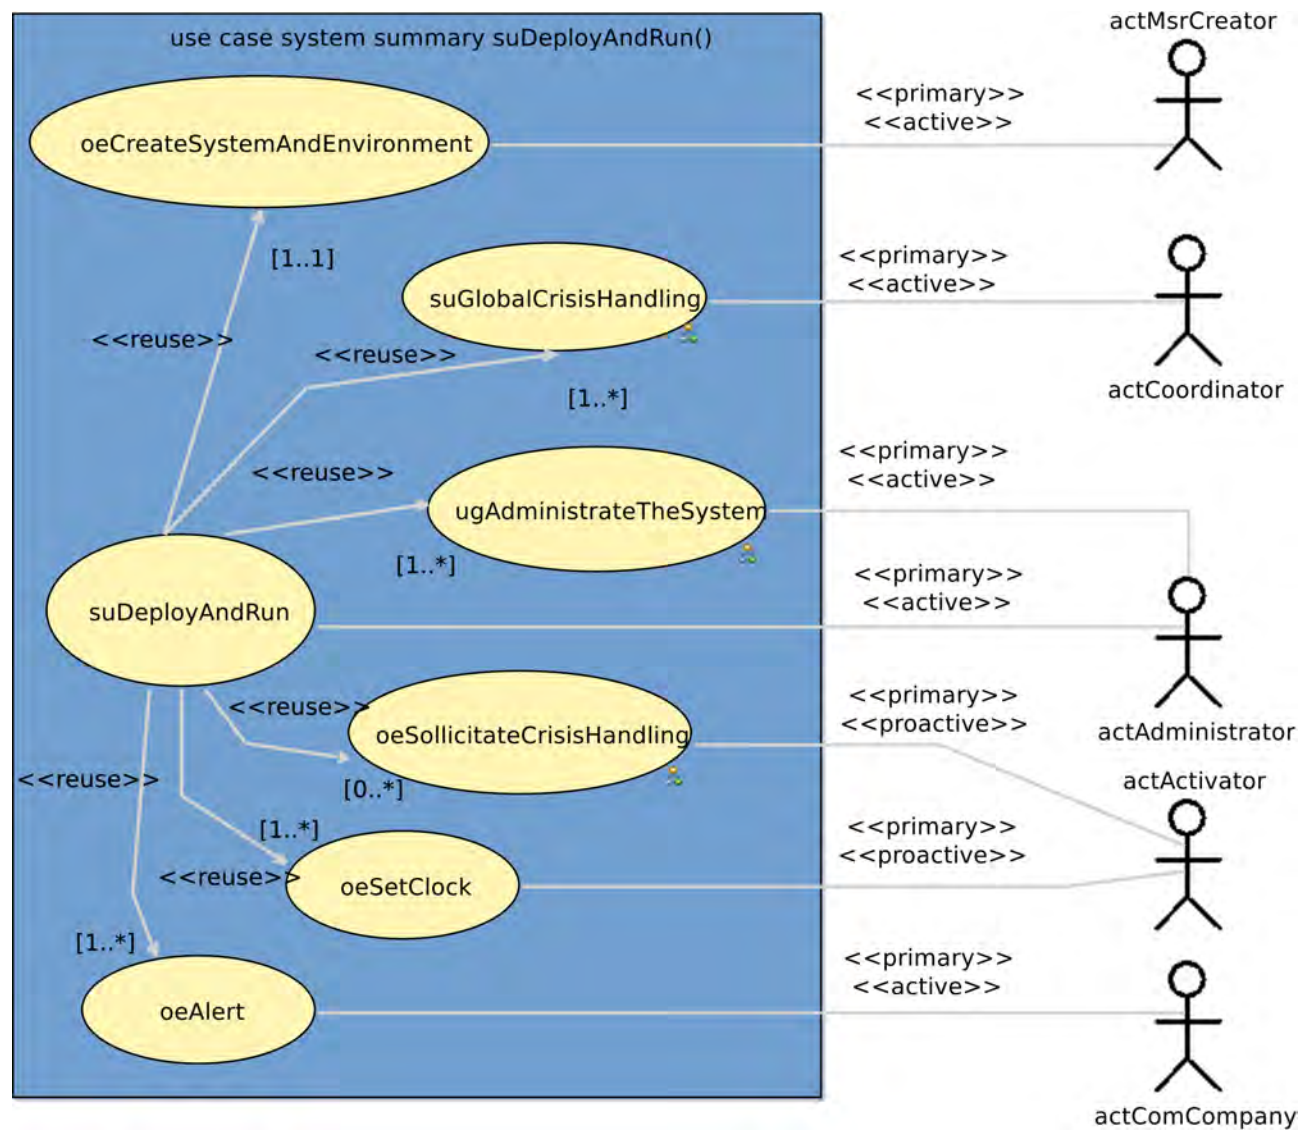 use case system summary suDeployAndRun()
actMsrCreator
<<primary>>
<<active>>
oeCreateSystemAndEnvironment
[1..1]
<<primary>>
<<active>>
suGlobalCrisisHandling
<<reuse>>
<<reuse>>
[1..*]
actCoordinator
<<primary>>
<<active>>
<<reuse>>
ugAdministrateTheSystem
[1..*]
<<primary>>
<<active>>
suDeployAndRun
<<reuse>>
<<primary>>
<<proactive>>
oeSollicitateCrisisHandling
actAdministrator
<<reuse>>
[0..*]
actActivator
[1..*]
<<primary>>
<<proactive>>
<<reuse>>
oeSetClock
[1..*]
<<primary>>
<<active>>
oeAlert
actComCompany